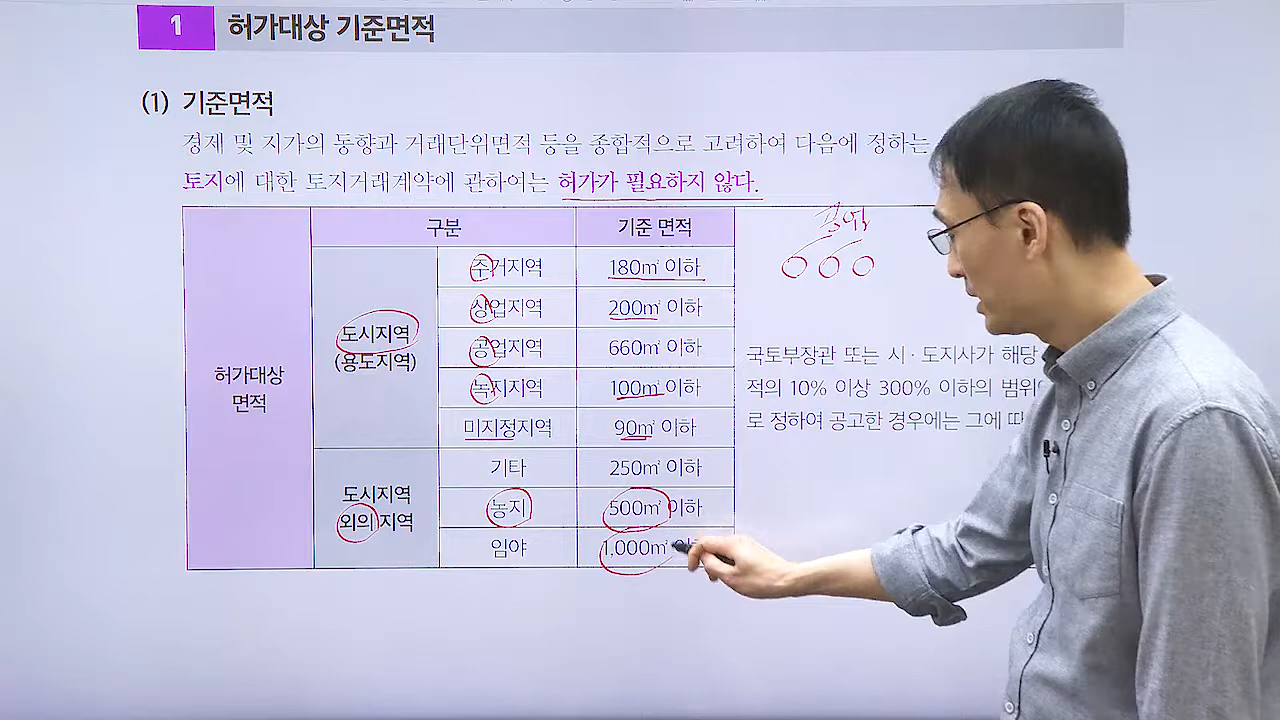 1 허가대상 기준면적
(1) 기준면적
경제 및 지가의 동향과 거래단위면적 등을 종합적으로 고려하여 다음에 정하는
토지에 대한 토지거래계약에 관하여는 허가가 필요하지 않다.
구분 기준 면적
허가대상 면적
도시지역 (용도지역)
주거지역 180㎡ 이하
상업지역 200㎡ 이하
공업지역 660㎡ 이하
녹지지역 100㎡ 이하
미지정지역 90㎡ 이하
도시지역 외의 지역
기타 250㎡ 이하
농지 500㎡ 이하
임야 1,000㎡
공업
6 6 0
국토부장관 또는 시·도지사가 해당
적의 10% 이상 300% 이하의 범위
로 정하여 공고한 경우에는 그에